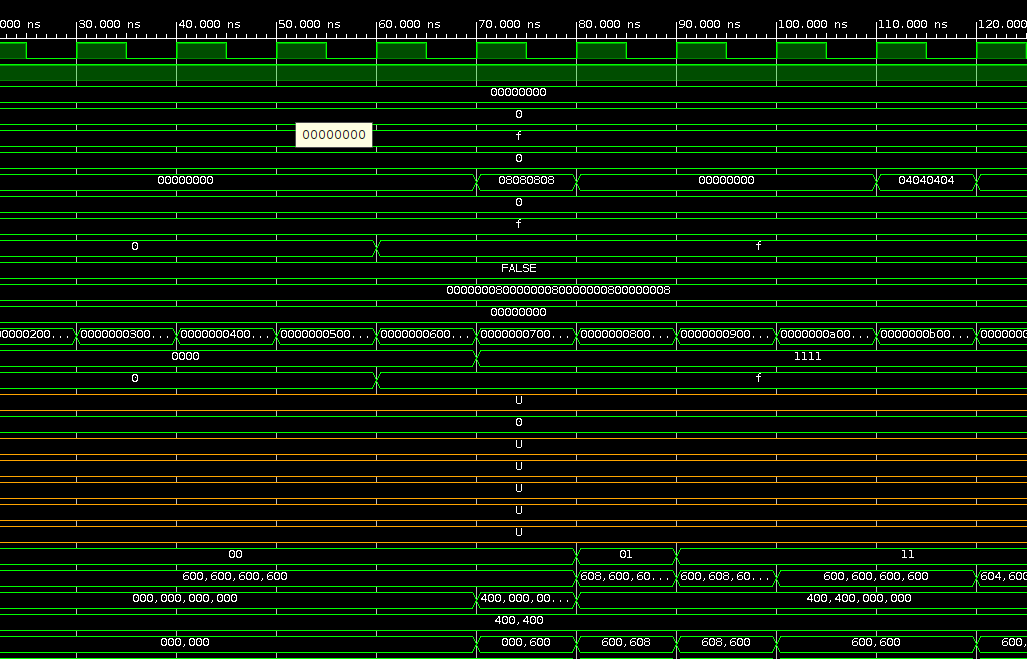 000 ns 30.000 ns 40.000 ns 50.000 ns 60.000 ns 70.000 ns 80.000 ns 90.000 ns 100.000 ns 110.000 ns 120.000
00000000
0
00000000 f
0
00000000 08080808 00000000 04040404
0
f
0 f
FALSE
00000008000000080000000800000008
00000000
00000200... 0000000300... 0000000400... 0000000500... 0000000600... 0000000700... 0000000800... 0000000900... 0000000a00... 0000000b00... 0000000
0000 1111
0 f
U
0
U
U
U
U
U
00 01 11
600,600,600,600 608,600,60... 600,608,60... 600,600,600,600 604,600
000,000,000,000 400,000,00... 400,400,000,000
400,400
000,000 000,600 600,608 608,600 600,600 600,